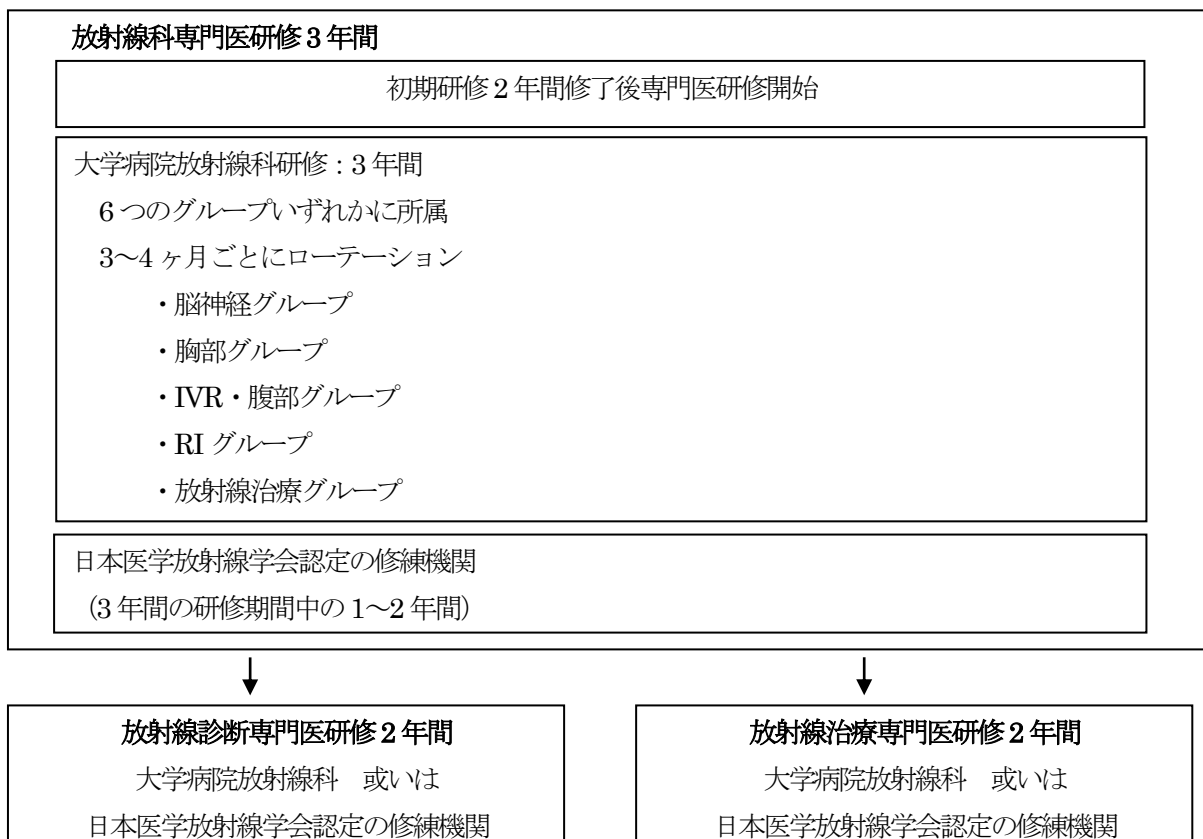 放射線科専門医研修3年間
初期研修2年間修了後専門医研修開始
大学病院放射線科研修：3年間
6つのグループいずれかに所属
3～4ヶ月ごとにローテーション
・脳神経グループ
・胸部グループ
・IVR・腹部グループ
・RIグループ
・放射線治療グループ
日本医学放射線学会認定の修練機関
(3年間の研修期間中の1～2年間)
放射線診断専門医研修2年間
大学病院放射線科　或いは
日本医学放射線学会認定の修練機関
放射線治療専門医研修2年間
大学病院放射線科　或いは
日本医学放射線学会認定の修練機関